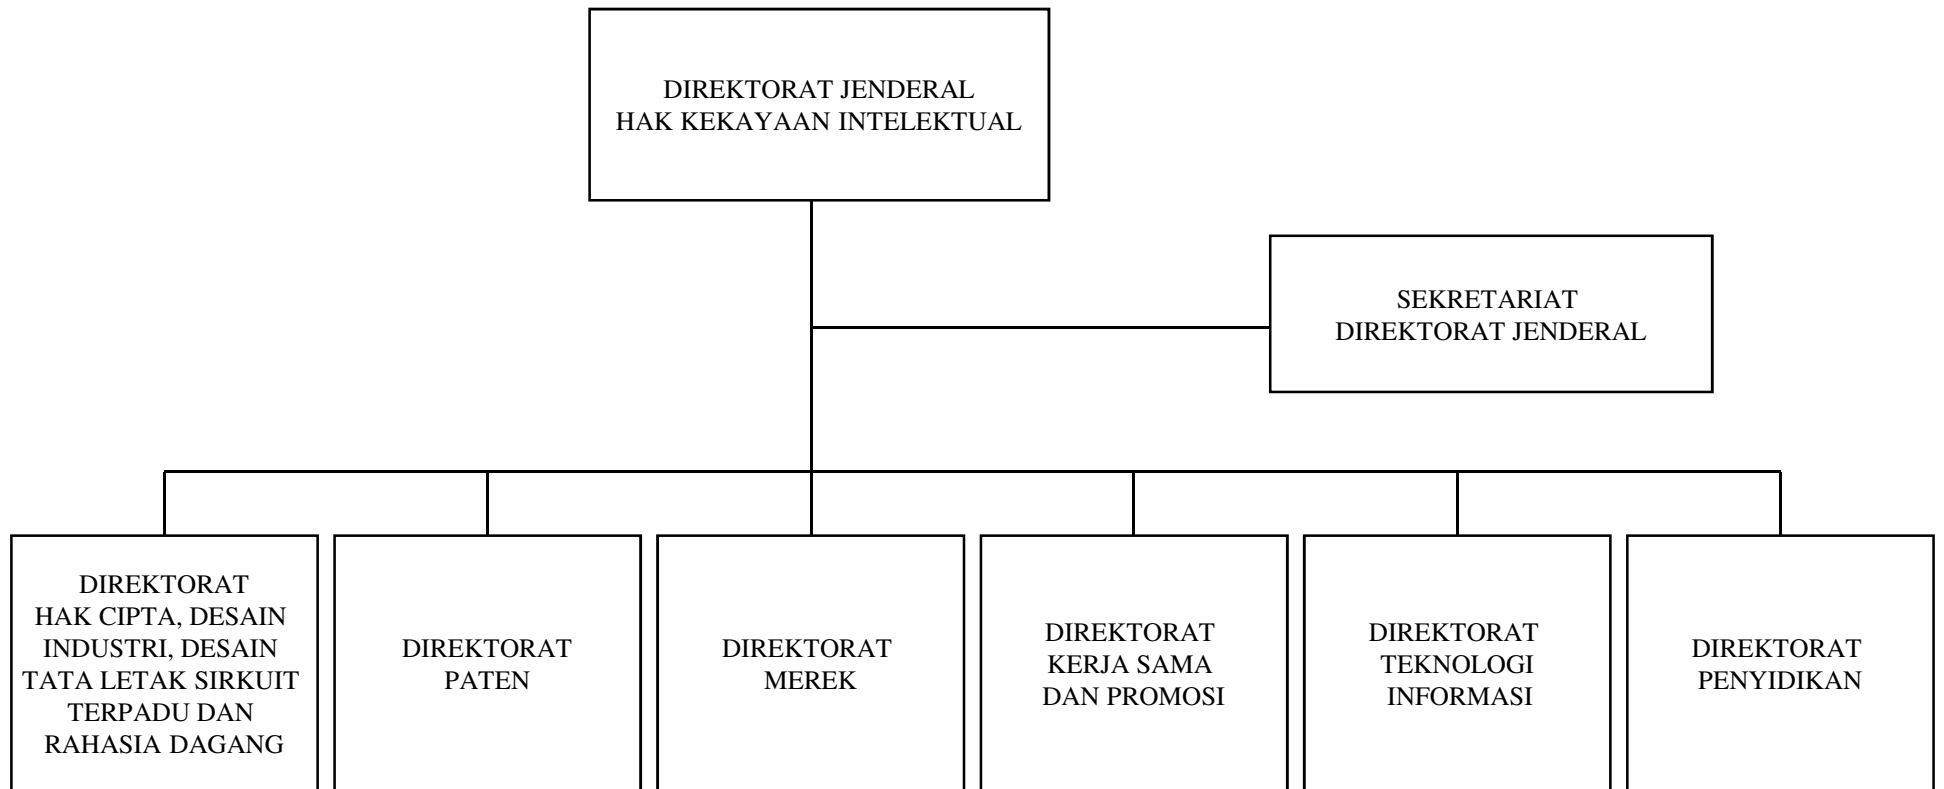 DIREKTORAT JENDERAL
HAK KEKAYAAN INTELEKTUAL
SEKRETARIAT
DIREKTORAT JENDERAL
DIREKTORAT
HAK CIPTA, DESAIN
INDUSTRI, DESAIN
TATA LETAK SIRKUIT
TERPADU DAN
RAHASIA DAGANG
DIREKTORAT
PATEN
DIREKTORAT
MEREK
DIREKTORAT
KERJA SAMA
DAN PROMOSI
DIREKTORAT
TEKNOLOGI
INFORMASI
DIREKTORAT
PENYIDIKAN